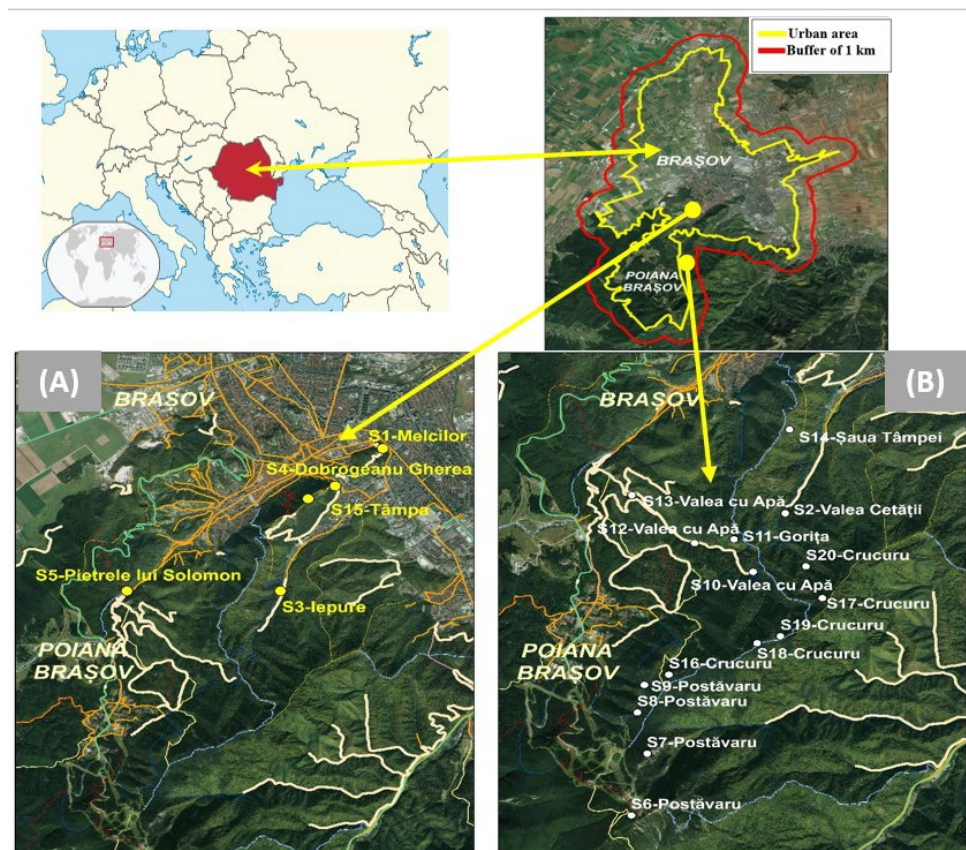 Urban area
Buffer of 1 km
BRAȘOV
POIANA
BRAȘOV
(A)
BRAȘOV
S1-Melcilor
S4-Dobrogeanu Gherea
S15-Tâmpa
S5-Pietrele lui Solomon
S3-Iepure
POIANA
BRAȘOV
(B)
BRAȘOV
S14-Șaua Tâmpei
S13-Valea cu Apă
S2-Valea Cetății
S12-Valea cu Apă
S11-Gorița
S20-Crucuru
S10-Valea cu Apă
S17-Crucuru
S19-Crucuru
POIANA
BRAȘOV
S18-Crucuru
S16-Crucuru
S9-Postăvaru
S8-Postăvaru
S7-Postăvaru
S6-Postăvaru